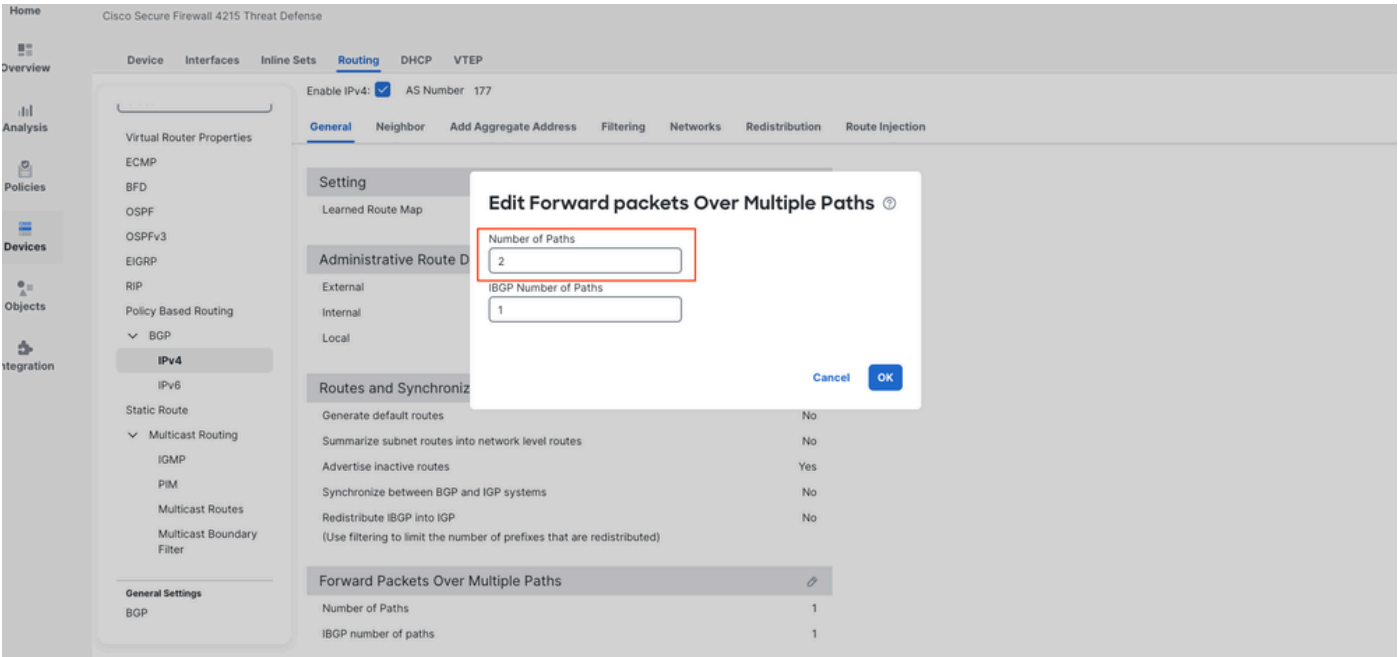 Home
Cisco Secure Firewall 4215 Threat Defense
Overview
Analysis
Policies
Devices
Objects
ntegration
Device Interfaces Inline Sets Routing DHCP VTEP
Enable IPv4: AS Number 177
General Neighbor Add Aggregate Address Filtering Networks Redistribution Route Injection
Virtual Router Properties
ECMP
BFD
OSPF
OSPFv3
EIGRP
RIP
Policy Based Routing
BGP
IPv4
IPv6
Static Route
Multicast Routing
IGMP
PIM
Multicast Routes
Multicast Boundary
Filter
General Settings
BGP
Setting
Learned Route Map
Administrative Route D
External
Internal
Local
Routes and Synchroniz
Generate default routes No
Summarize subnet routes into network level routes No
Advertise inactive routes Yes
Synchronize between BGP and IGP systems No
Redistribute IBGP into IGP No
(Use filtering to limit the number of prefixes that are redistributed)
Forward Packets Over Multiple Paths
Number of Paths 1
IBGP number of paths 1
Edit Forward packets Over Multiple Paths
Number of Paths
2
IBGP Number of Paths
1
Cancel OK